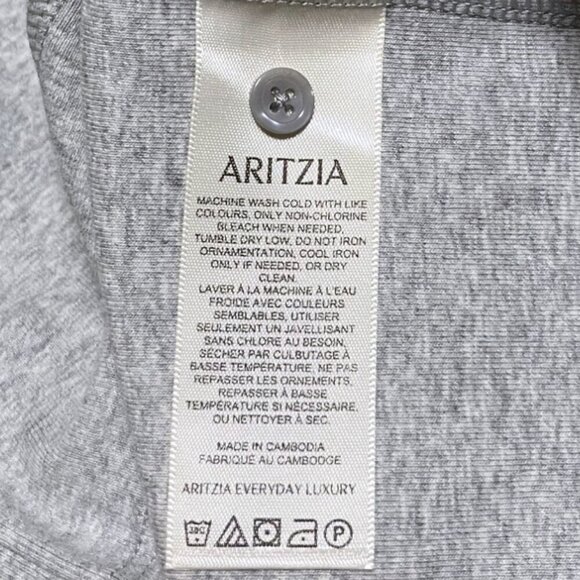 ARITZIA
MACHINE WASH COLD WITH LIKE
COLOURS, ONLY NON-CHLORINE
BLEACH WHEN NEEDED,
TUMBLE DRY LOW, DO NOT IRON
ORNAMENTATION, COOL IRON
ONLY IF NEEDED, OR DRY
CLEAN.
LAVER À LA MACHINE À L'EAU
FROIDE AVEC COULEURS
SEMBLABLES, UTILISER
SEULEMENT UN JAVELLISANT
SANS CHLORE AU BESOIN,
SÉCHER PAR CULBUTAGE À
BASSE TEMPÉRATURE, NE PAS
REPASSER LES ORNEMENTS,
REPASSER À BASSE
TEMPÉRATURE SI NÉCESSAIRE,
OU NETTOYER À SEC.
MADE IN CAMBODIA
FABRIQUÉ AU CAMBODGE
ARITZIA EVERYDAY LUXURY
30C P